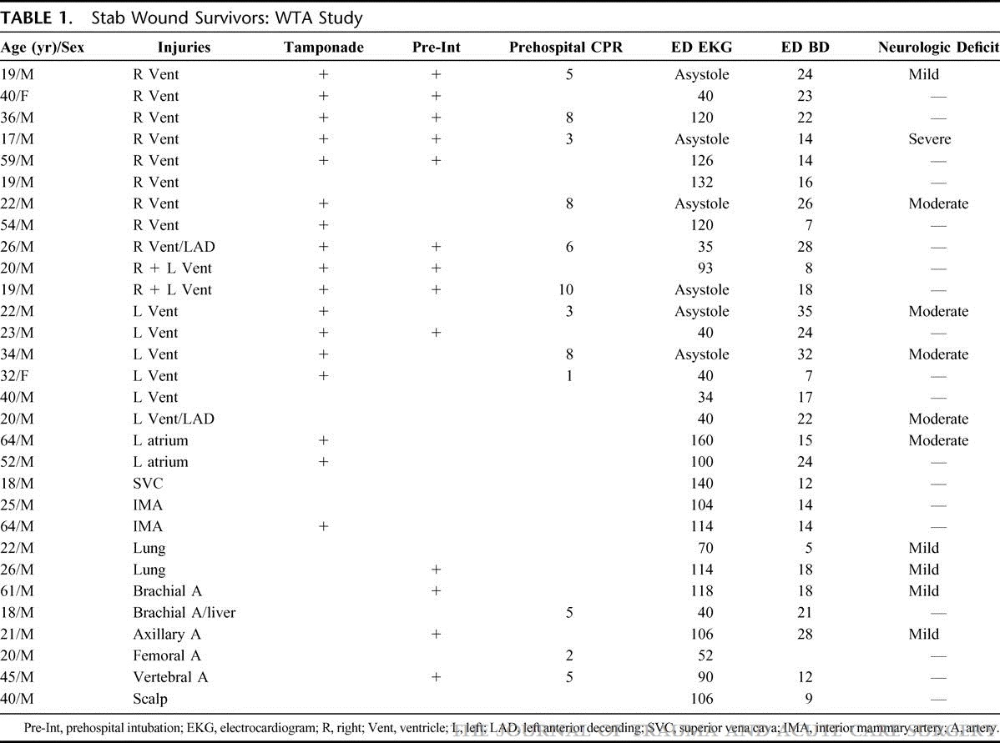 TABLE 1. Stab Wound Survivors: WTA Study
Age (yr)/Sex Injuries Tamponade Pre-Int Prehospital CPR ED EKG ED BD Neurologic Deficit
19/M R Vent + + 5 Asystole 24 Mild
40/F R Vent + + 40 23 —
36/M R Vent + + 8 120 22 —
17/M R Vent + + 3 Asystole 14 Severe
59/M R Vent + + 126 14 —
19/M R Vent 132 16 —
22/M R Vent + 8 Asystole 26 Moderate
54/M R Vent + 120 7 —
26/M R Vent/LAD + + 6 35 28 —
20/M R + L Vent + + 93 8 —
19/M R + L Vent + + 10 Asystole 18 —
22/M L Vent + 3 Asystole 35 Moderate
23/M L Vent + + 40 24 —
34/M L Vent + 8 Asystole 32 Moderate
32/F L Vent + 1 40 7 —
40/M L Vent 34 17 —
20/M L Vent/LAD 40 22 Moderate
64/M L atrium + 160 15 Moderate
52/M L atrium + 100 24 —
18/M SVC 140 12 —
25/M IMA 104 14 —
64/M IMA + 114 14 —
22/M Lung 70 5 Mild
26/M Lung + 114 18 Mild
61/M Brachial A + 118 18 Mild
18/M Brachial A/liver 5 40 21 —
21/M Axillary A + 106 28 Mild
20/M Femoral A 2 52 —
45/M Vertebral A + 5 90 12 —
40/M Scalp 106 9 —
Pre-Int, prehospital intubation; EKG, electrocardiogram; R, right; Vent, ventricle; L, left; LAD, left anterior decending; SVC, superior vena cava; IMA, interior mammary artery; A, artery.
THE JOURNAL OF TRAUMA AND ACUTE CARE SURGERY